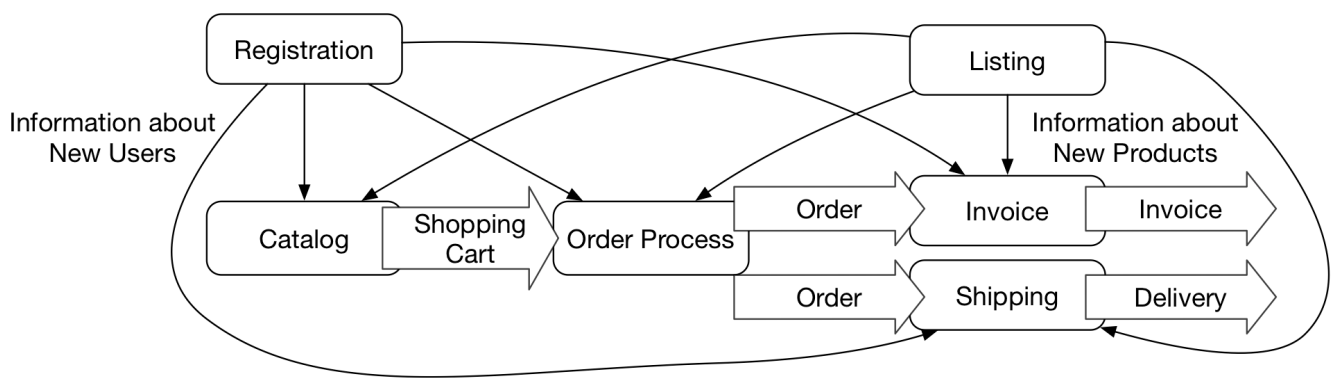 Registration
Listing
Information about
New Users
Information about
New Products
Catalog
Shopping
Cart
Order Process
Order
Invoice
Invoice
Order
Shipping
Delivery